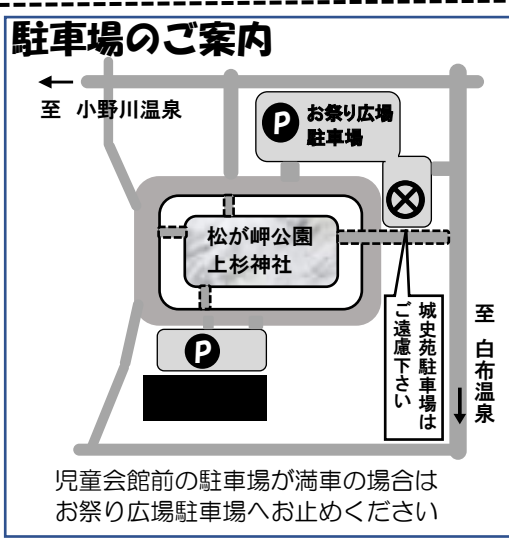 駐車場のご案内
至 小野川温泉
P お祭り広場
駐車場
松が岬公園
上杉神社
P
城史苑駐車場は
ご遠慮下さい
至 白布温泉
児童会館前の駐車場が満車の場合は
お祭り広場駐車場へお止めください